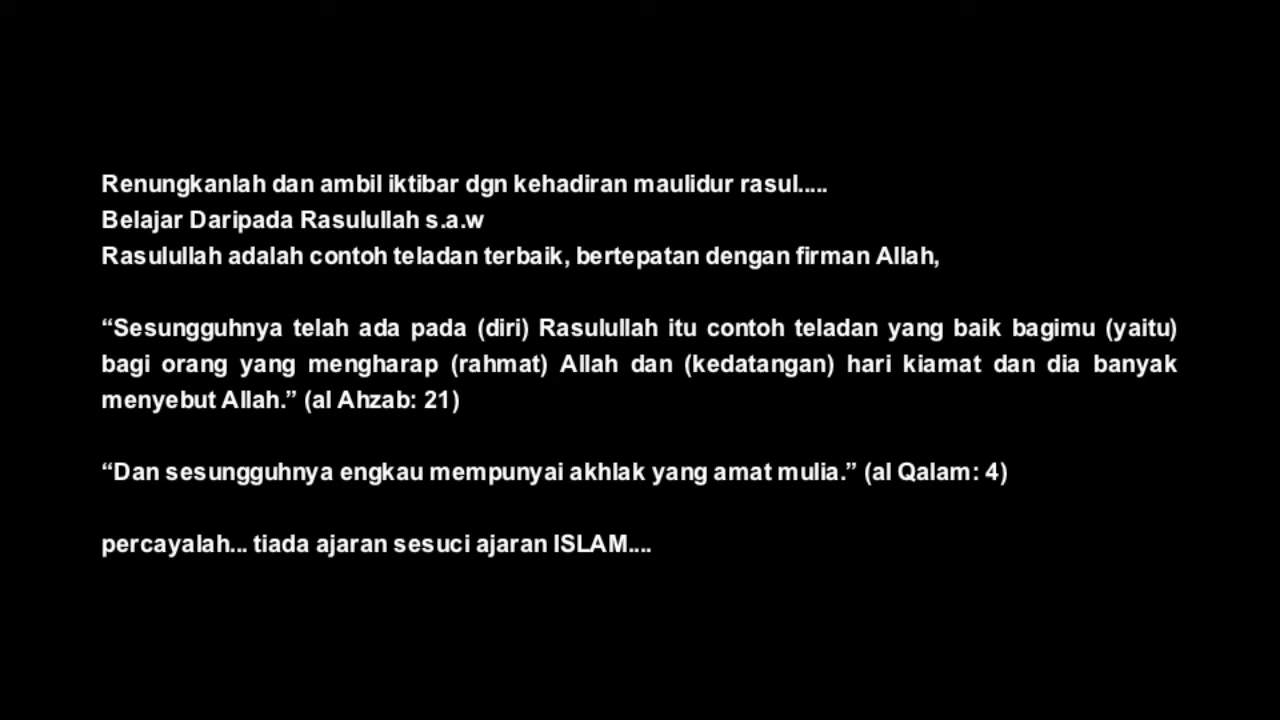 Renungkanlah dan ambil iktibar dgn kehadiran maulidur rasul.....
Belajar Daripada Rasulullah s.a.w
Rasulullah adalah contoh teladan terbaik, bertepatan dengan firman Allah,
“Sesungguhnya telah ada pada (diri) Rasulullah itu contoh teladan yang baik bagimu (yaitu)
bagi orang yang mengharap (rahmat) Allah dan (kedatangan) hari kiamat dan dia banyak
menyebut Allah.” (al Ahzab: 21)
“Dan sesungguhnya engkau mempunyai akhlak yang amat mulia.” (al Qalam: 4)
percayalah... tiada ajaran sesuci ajaran ISLAM....